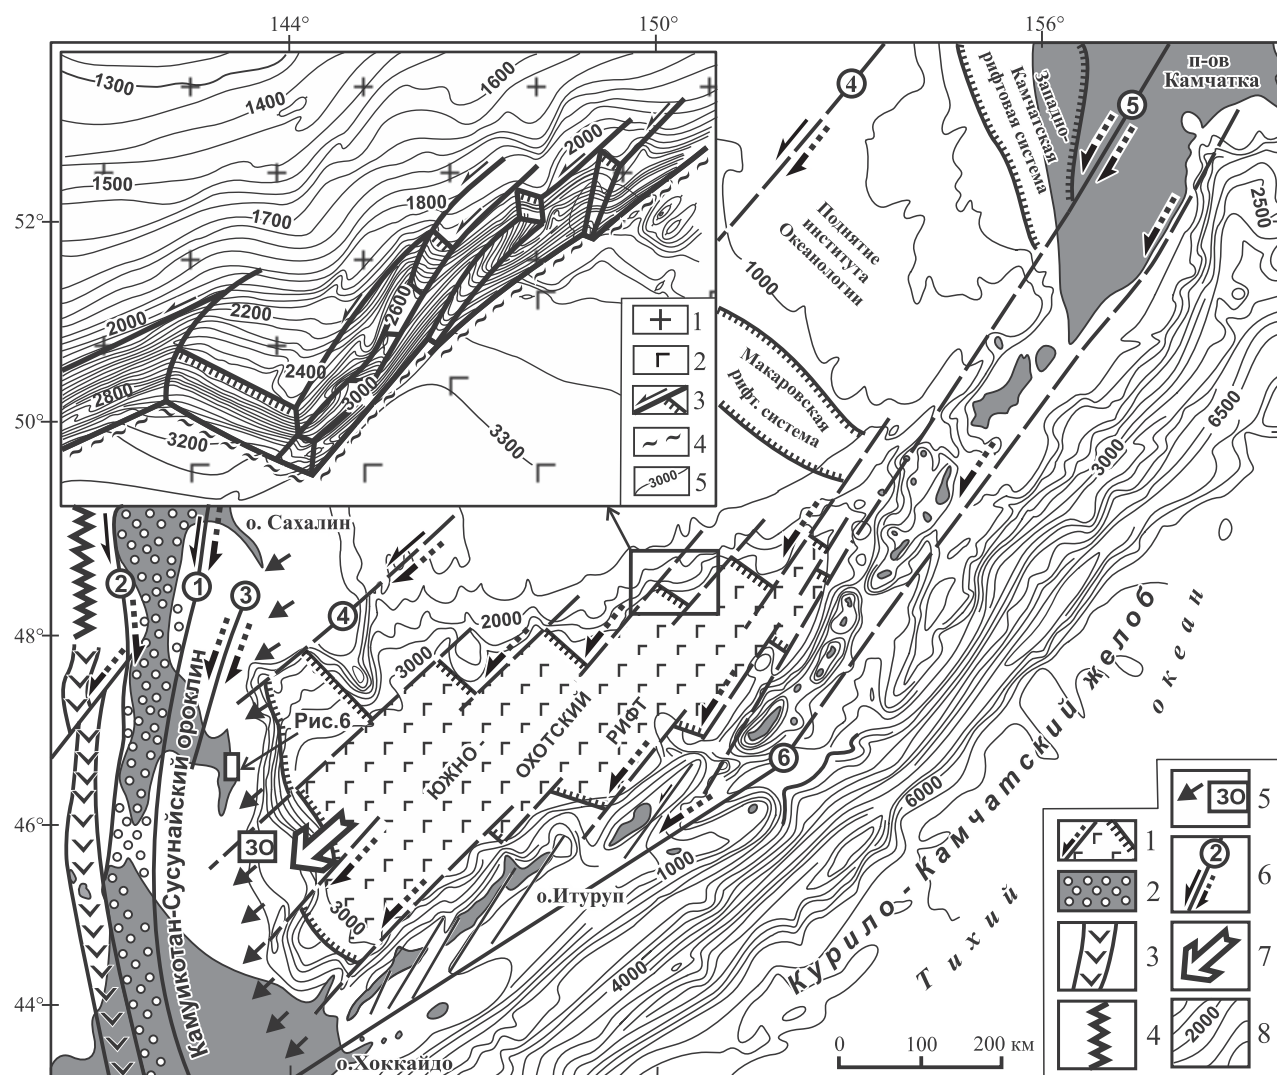 144°
150°
156°
52°
50°
48°
46°
44°
1300
1400
1500
1600
1700
1800
2000
2000
2200
2400
2600
2800
3000
3200
3300
1
2
3
4
3000
5
п-ов
Камчатка
Западно-
Камчатская
рифтовая система
4
5
2500
Поднятие
института
Океанологии
1000
Макаровская
рифт. система
6500
3000
о. Сахалин
2
1
3
4
2000
3000
Рис.6
ЮЖНО-
ОХОТСКИЙ
РИФТ
6
6000
1000
ЗО
3000
о.Итуруп
4000
Камуикотан-Сусунайский ороклин
о.Хоккайдо
Курило-Камчатский желоб
Тихий
океан
0
100
200 км
1
2
3
4
ЗО
5
2
6
7
2000
8